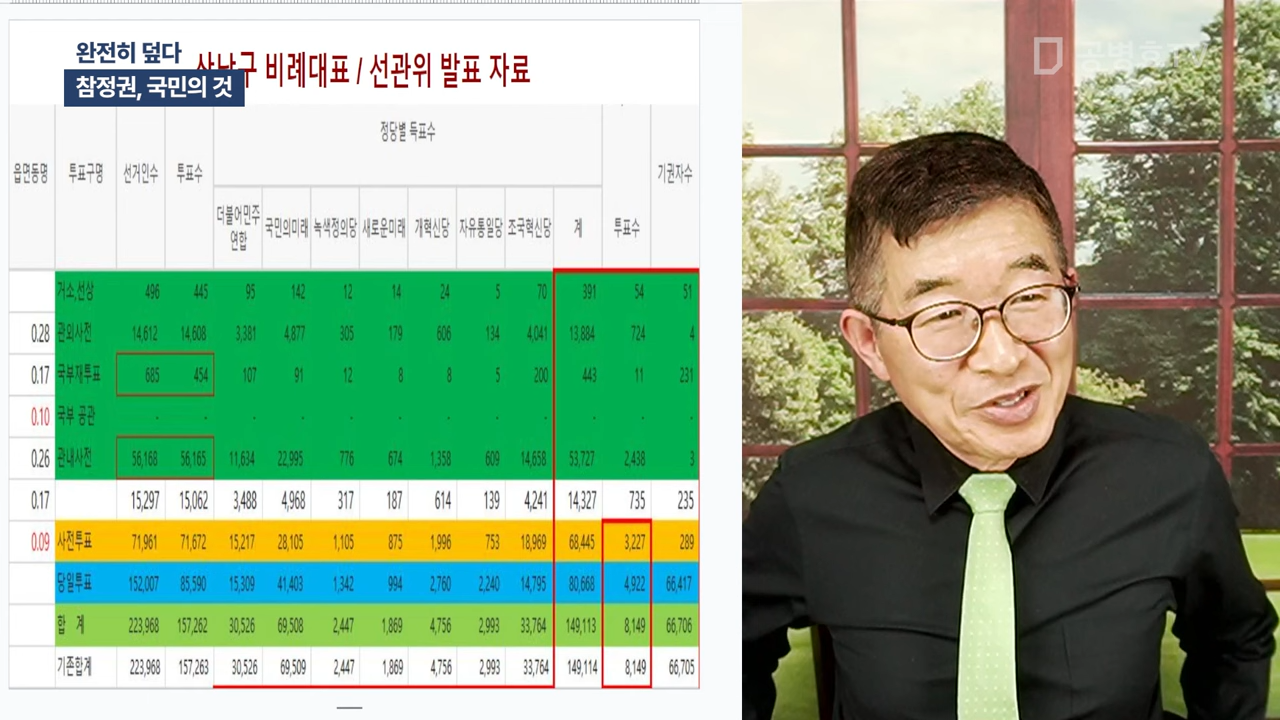 완전히 덮다
참정권, 국민의 것
비례대표 / 선관위 발표 자료
공병호TV
읍면동명 투표구명 선거인수 투표수 정당별 득표수 기권자수
더불어민주연합 국민의미래 녹색정의당 새로운미래 개혁신당 자유통일당 조국혁신당 계 투표수
거소,선상 496 445 95 142 12 14 24 5 70 391 54 51
0.28 관외사전 14,612 14,608 3,381 4,877 305 179 606 134 4,041 13,884 724 4
0.17 국부재투표 685 454 107 91 12 8 8 5 200 443 11 231
0.10 국부 공관 - - - - - - - - - - - -
0.26 관내사전 56,168 56,165 11,634 22,995 776 674 1,358 609 14,658 53,727 2,438 3
0.17 15,297 15,062 3,488 4,968 317 187 614 139 4,241 14,327 735 235
0.09 사전투표 71,961 71,672 15,217 28,105 1,105 875 1,996 753 18,969 68,445 3,227 289
당일투표 152,007 85,590 15,309 41,403 1,342 994 2,760 2,240 14,795 80,668 4,922 66,417
합 계 223,968 157,262 30,526 69,508 2,447 1,869 4,756 2,993 33,764 149,113 8,149 66,706
기존합계 223,968 157,263 30,526 69,509 2,447 1,869 4,756 2,993 33,764 149,114 8,149 66,705